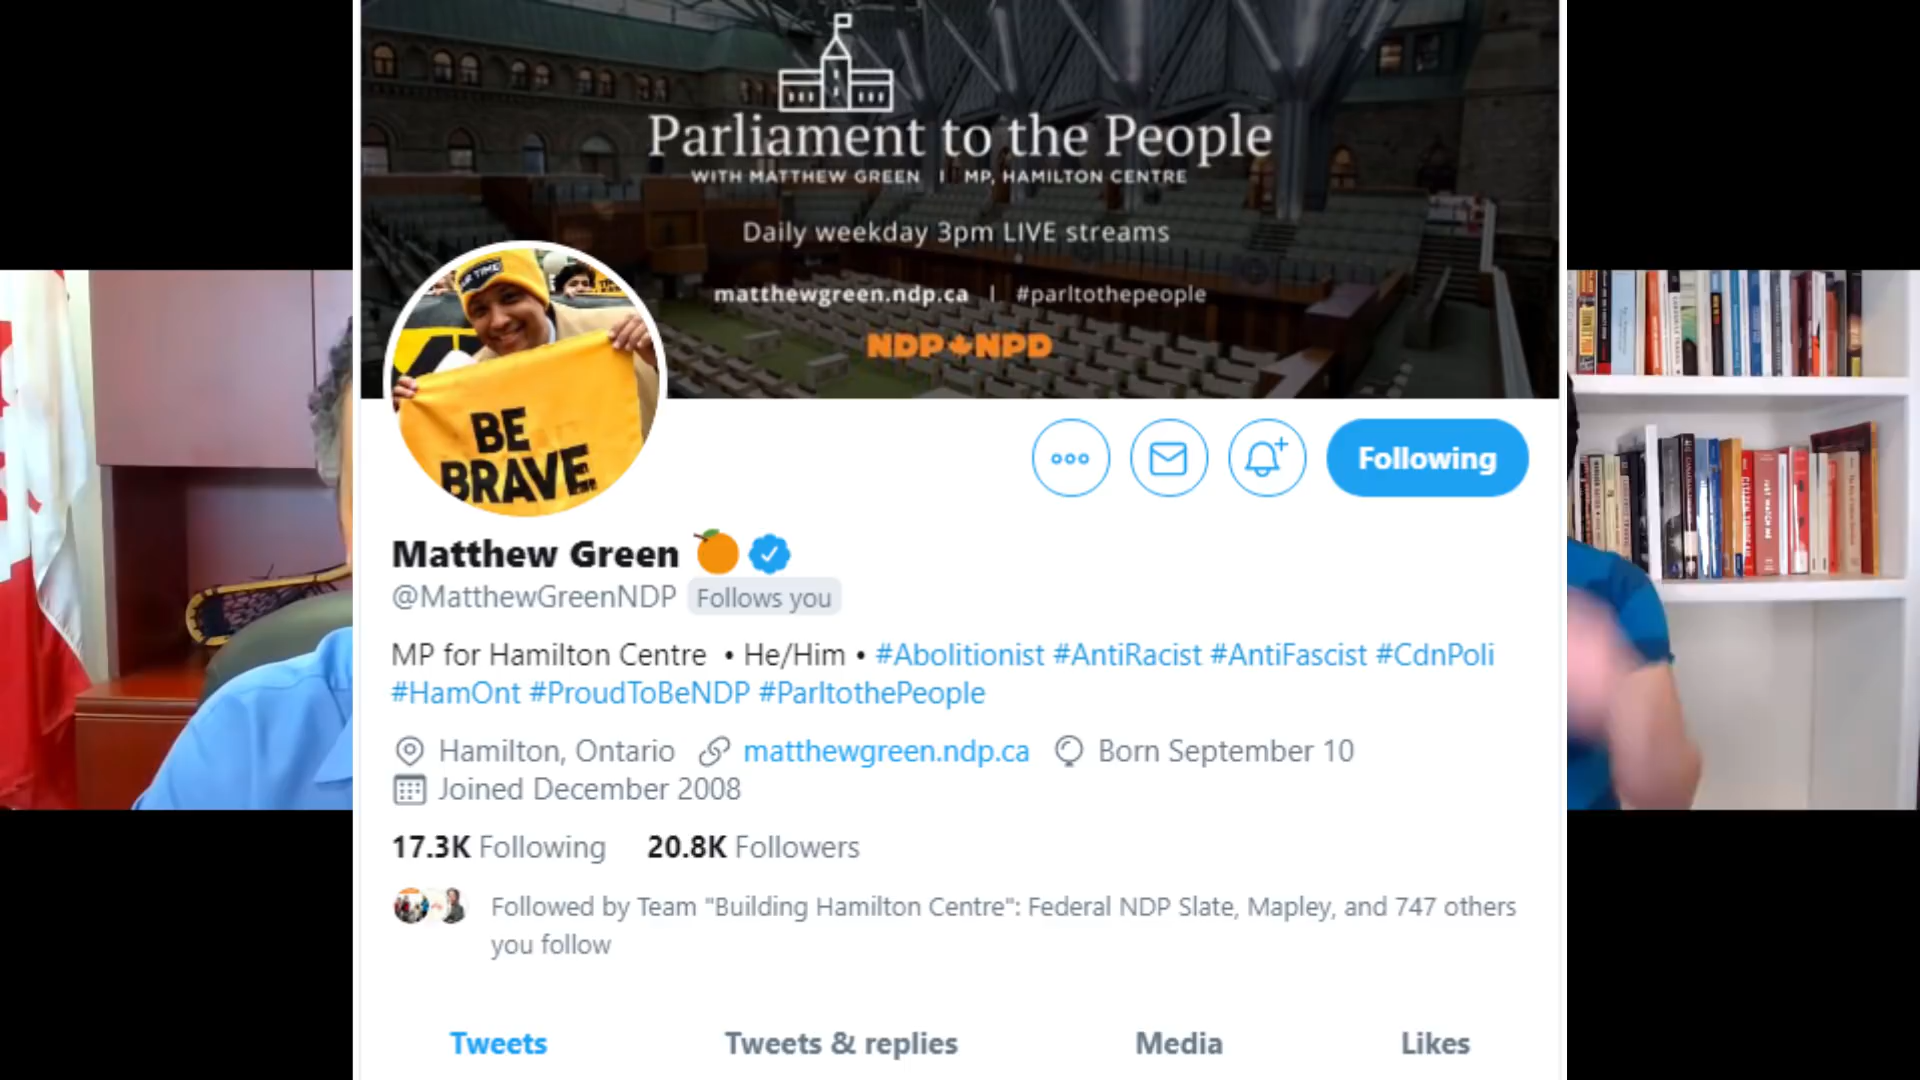 Parliament to the People
WITH MATTHEW GREEN | MP, HAMILTON CENTRE
Daily weekday 3pm LIVE streams
matthewgreen.ndp.ca | #parltothepeople
NDP NPD
BE
BRAVE.
Following
Matthew Green
@MatthewGreenNDP Follows you
MP for Hamilton Centre • He/Him • #Abolitionist #AntiRacist #AntiFascist #CdnPoli
#HamOnt #ProudToBeNDP #ParltothePeople
Hamilton, Ontario matthewgreen.ndp.ca Born September 10
Joined December 2008
17.3K Following 20.8K Followers
Followed by Team "Building Hamilton Centre": Federal NDP Slate, Mapley, and 747 others
you follow
Tweets Tweets & replies Media Likes